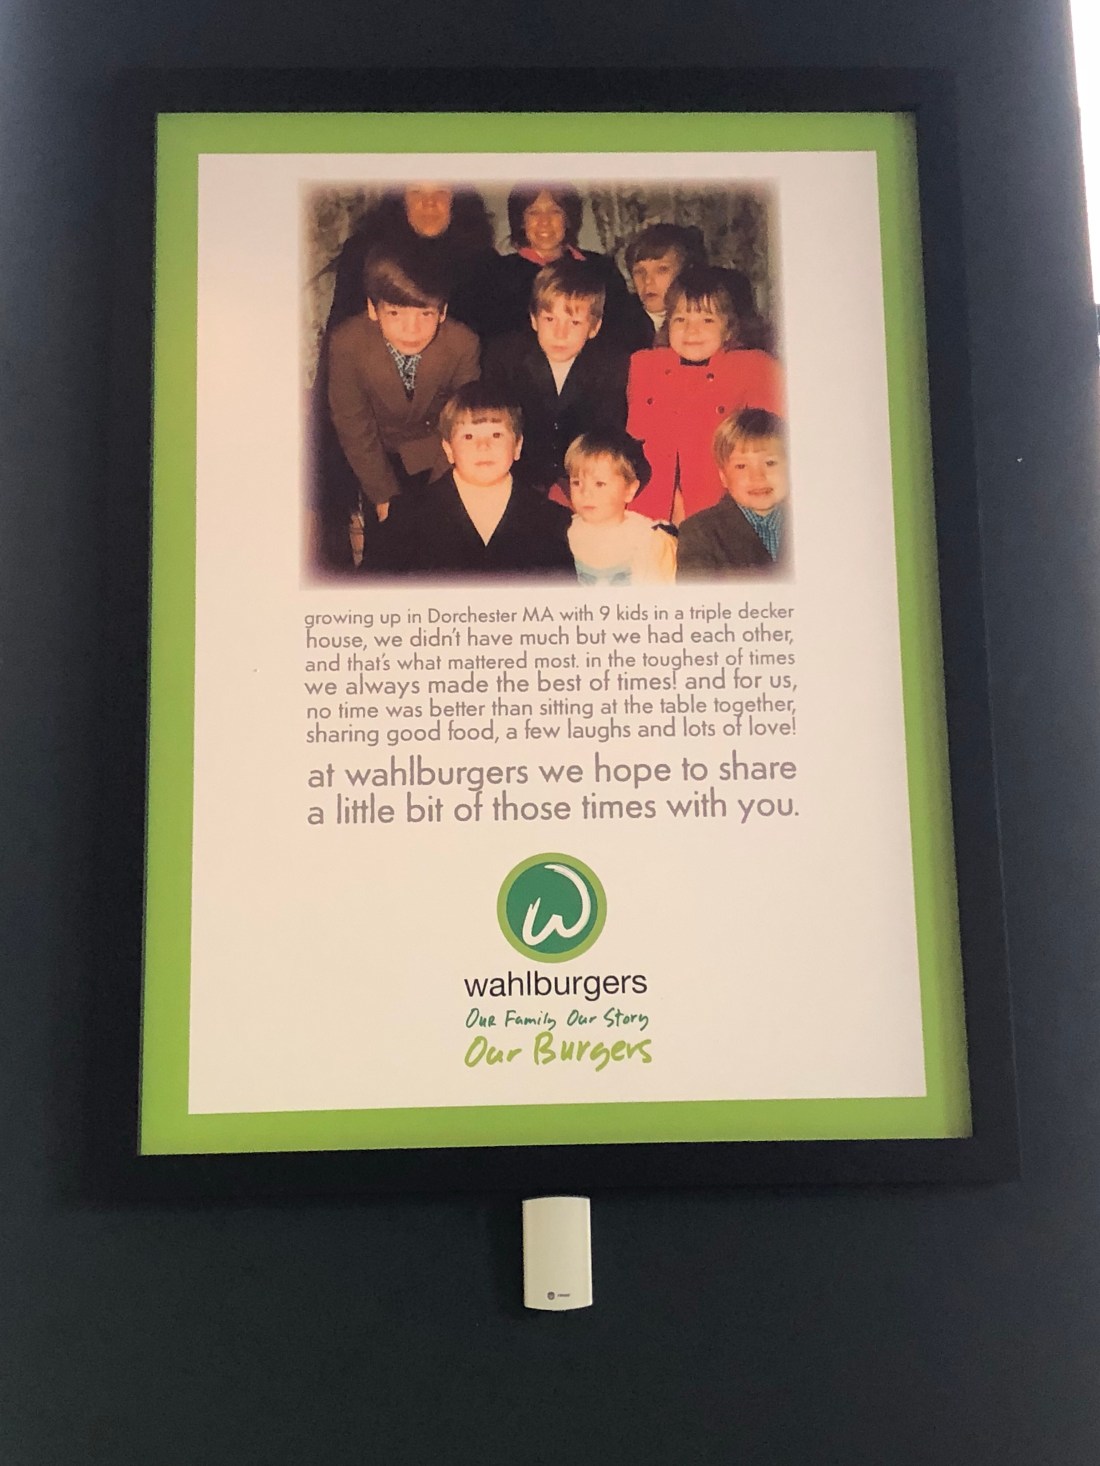 growing up in Dorchester MA with 9 kids in a triple decker
house, we didn't have much but we had each other,
and that's what mattered most. in the toughest of times
we always made the best of times! and for us,
no time was better than sitting at the table together,
sharing good food, a few laughs and lots of love!
at wahlburgers we hope to share
a little bit of those times with you.
w
wahlburgers
Our Family Our Story
Our Burgers